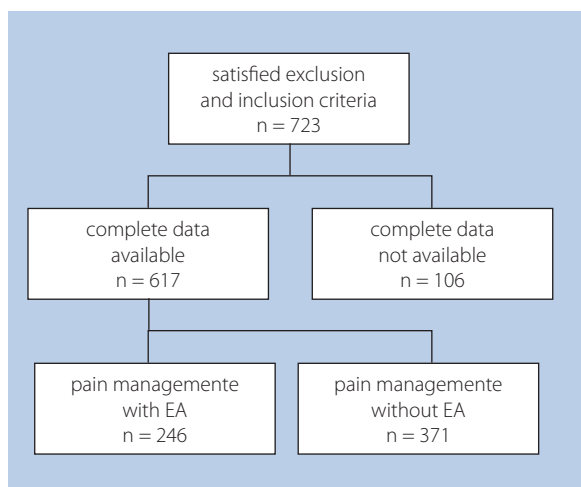 satisfied exclusion
and inclusion criteria
n = 723
complete data
available
n = 617
complete data
not available
n = 106
pain managemente
with EA
n = 246
pain managemente
without EA
n = 371